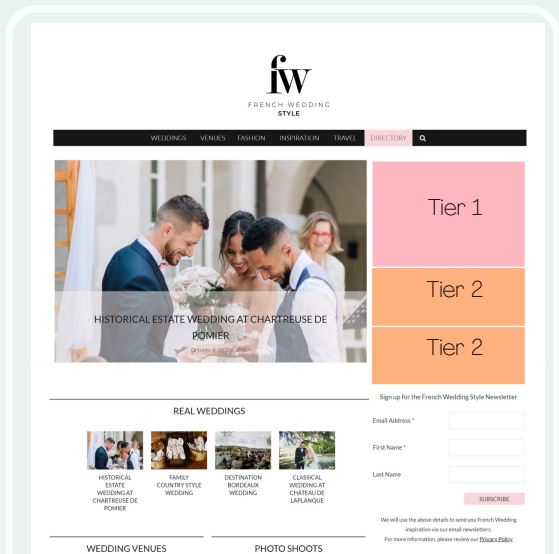 fw
FRENCH WEDDING
STYLE
WEDDINGS VENUES FASHION INSPIRATION TRAVEL DIRECTORY
HISTORICAL ESTATE WEDDING AT CHARTREUSE DE
POMIER
Tier 1
Tier 2
Tier 2
REAL WEDDINGS
HISTORICAL
ESTATE
WEDDING AT
CHARTREUSE DE
POMIER
FAMILY
COUNTRY STYLE
WEDDING
DESTINATION
BORDEAUX
WEDDING
CLASSICAL
WEDDING AT
CHÂTEAU DE
LAPLANQUE
Sign up for the French Wedding Style Newsletter
Email Address *
First Name *
Last Name
SUBSCRIBE
We will use the above details to send you French Wedding
inspiration via our email newsletters.
For more information, please review our Privacy Policy
WEDDING VENUES
PHOTO SHOOTS